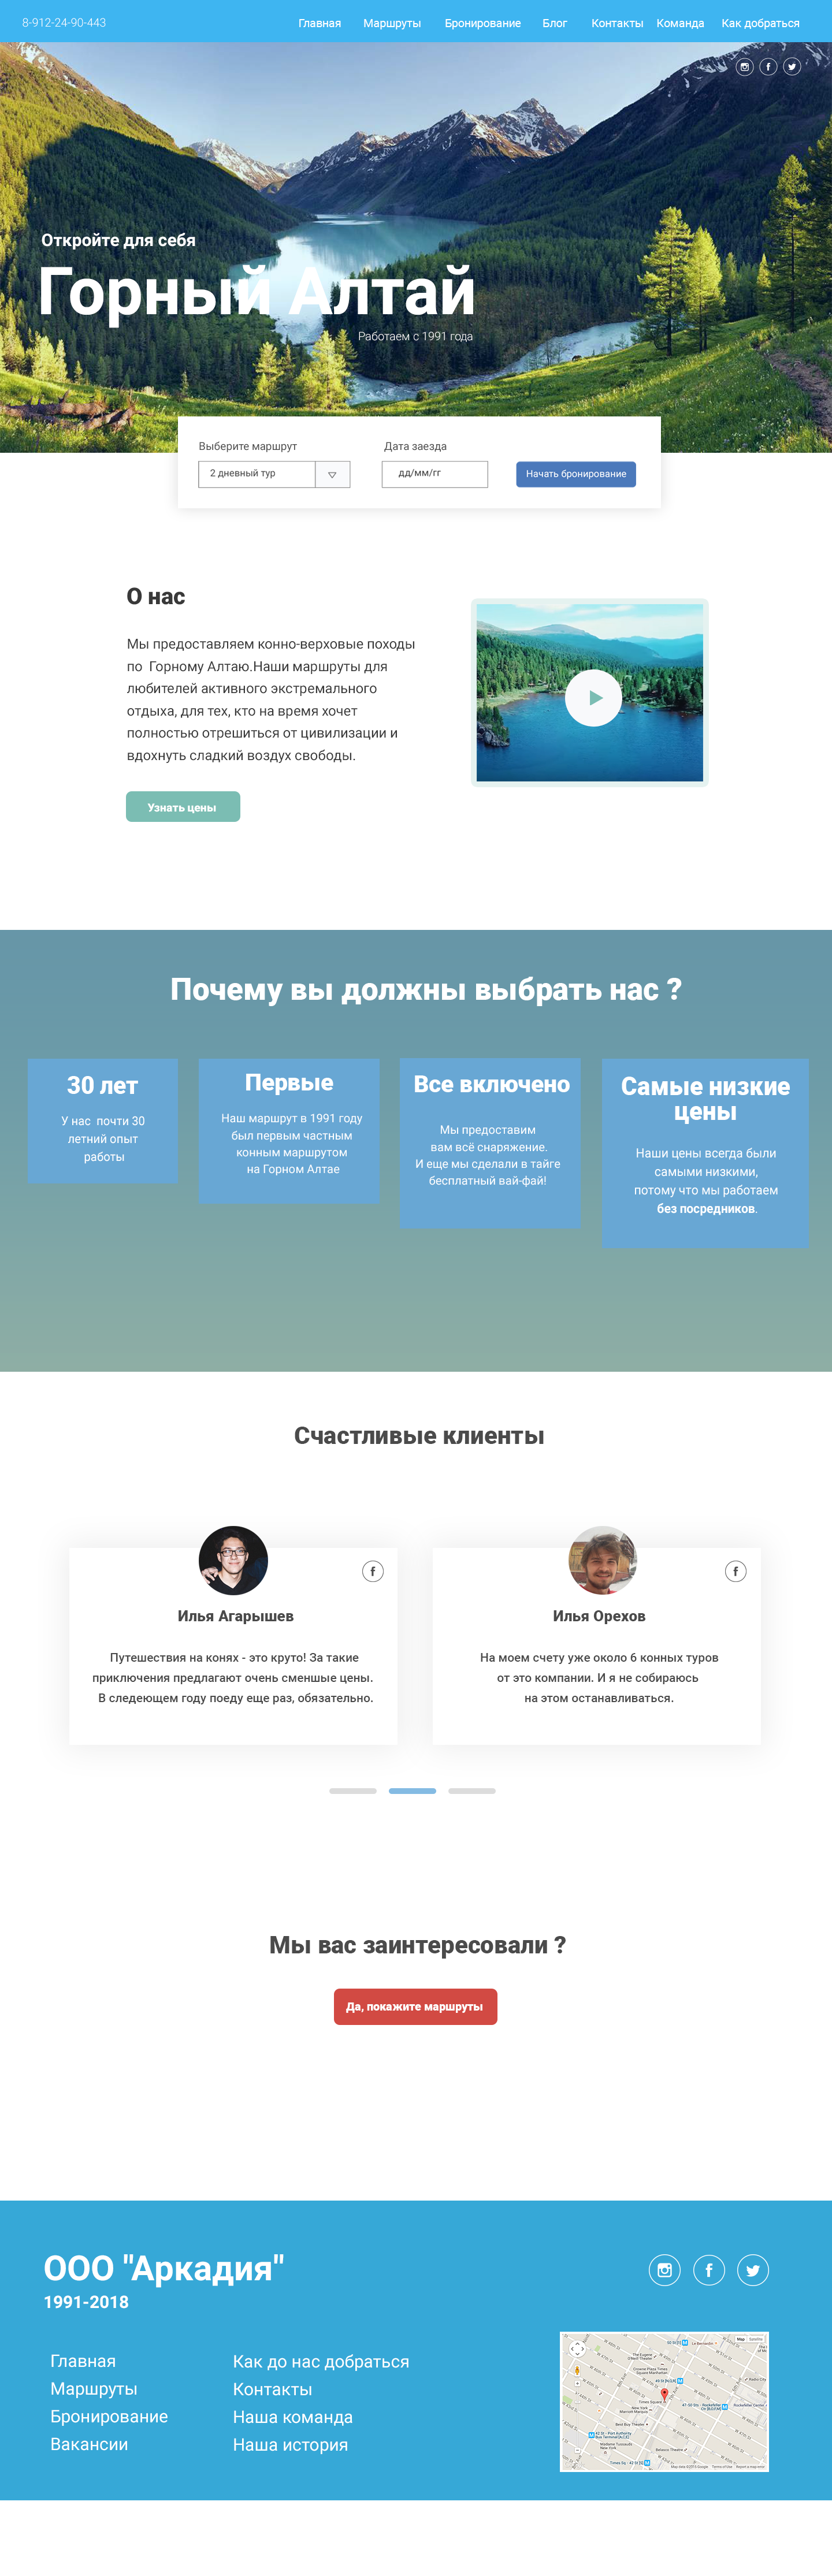 8-912-24-90-443
Главная Маршруты Бронирование Блог Контакты Команда Как добраться
Откройте для себя
Горный Алтай
Работаем с 1991 года
Выберите маршрут
Дата заезда
2 дневный тур
дд/мм/гг
Начать бронирование
О нас
Мы предоставляем конно-верховые походы
по Горному Алтаю.Наши маршруты для
любителей активного экстремального
отдыха, для тех, кто на время хочет
полностью отрешиться от цивилизации и
вдохнуть сладкий воздух свободы.
Узнать цены
Почему вы должны выбрать нас ?
30 лет
У нас почти 30
летний опыт
работы
Первые
Наш маршрут в 1991 году
был первым частным
конным маршрутом
на Горном Алтае
Все включено
Мы предоставим
вам всё снаряжение.
И еще мы сделали в тайге
бесплатный вай-фай!
Самые низкие
цены
Наши цены всегда были
самыми низкими,
потому что мы работаем
без посредников.
Счастливые клиенты
Илья Агарышев
Путешествия на конях - это круто! За такие
приключения предлагают очень сменшие цены.
В следеющем году поеду еще раз, обязательно.
Илья Орехов
На моем счету уже около 6 конных туров
от это компании. И я не собираюсь
на этом останавливаться.
Мы вас заинтересовали ?
Да, покажите маршруты
ООО "Аркадия"
1991-2018
Главная
Маршруты
Бронирование
Вакансии
Как до нас добраться
Контакты
Наша команда
Наша история
Map